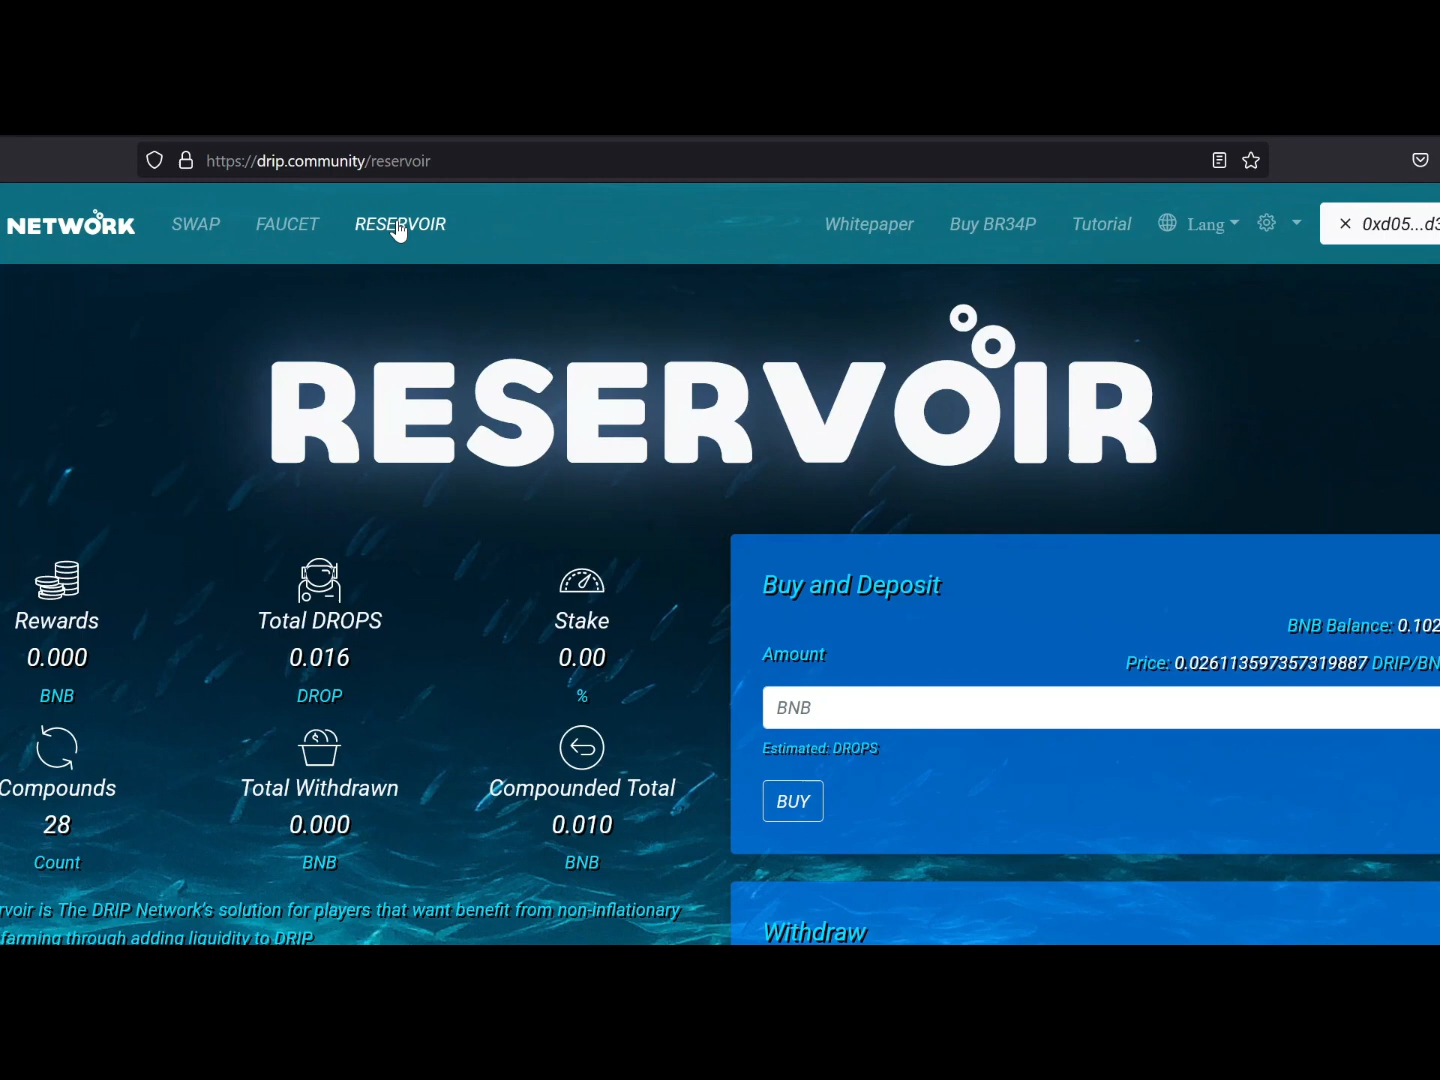 https://drip.community/reservoir
NETWORK SWAP FAUCET RESERVOIR Whitepaper Buy BR34P Tutorial Lang 0xd05...d3
RESERVOIR
Rewards Total DROPS Stake
0.000 0.016 0.00
BNB DROP %
Compounds Total Withdrawn Compounded Total
28 0.000 0.010
Count BNB BNB
rvoir is The DRIP Network's solution for players that want benefit from non-inflationary
farming through adding liquidity to DRIP
Buy and Deposit
BNB Balance: 0.102
Amount
Price: 0.026113597357319887 DRIP/BN
BNB
Estimated: DROPS
BUY
Withdraw